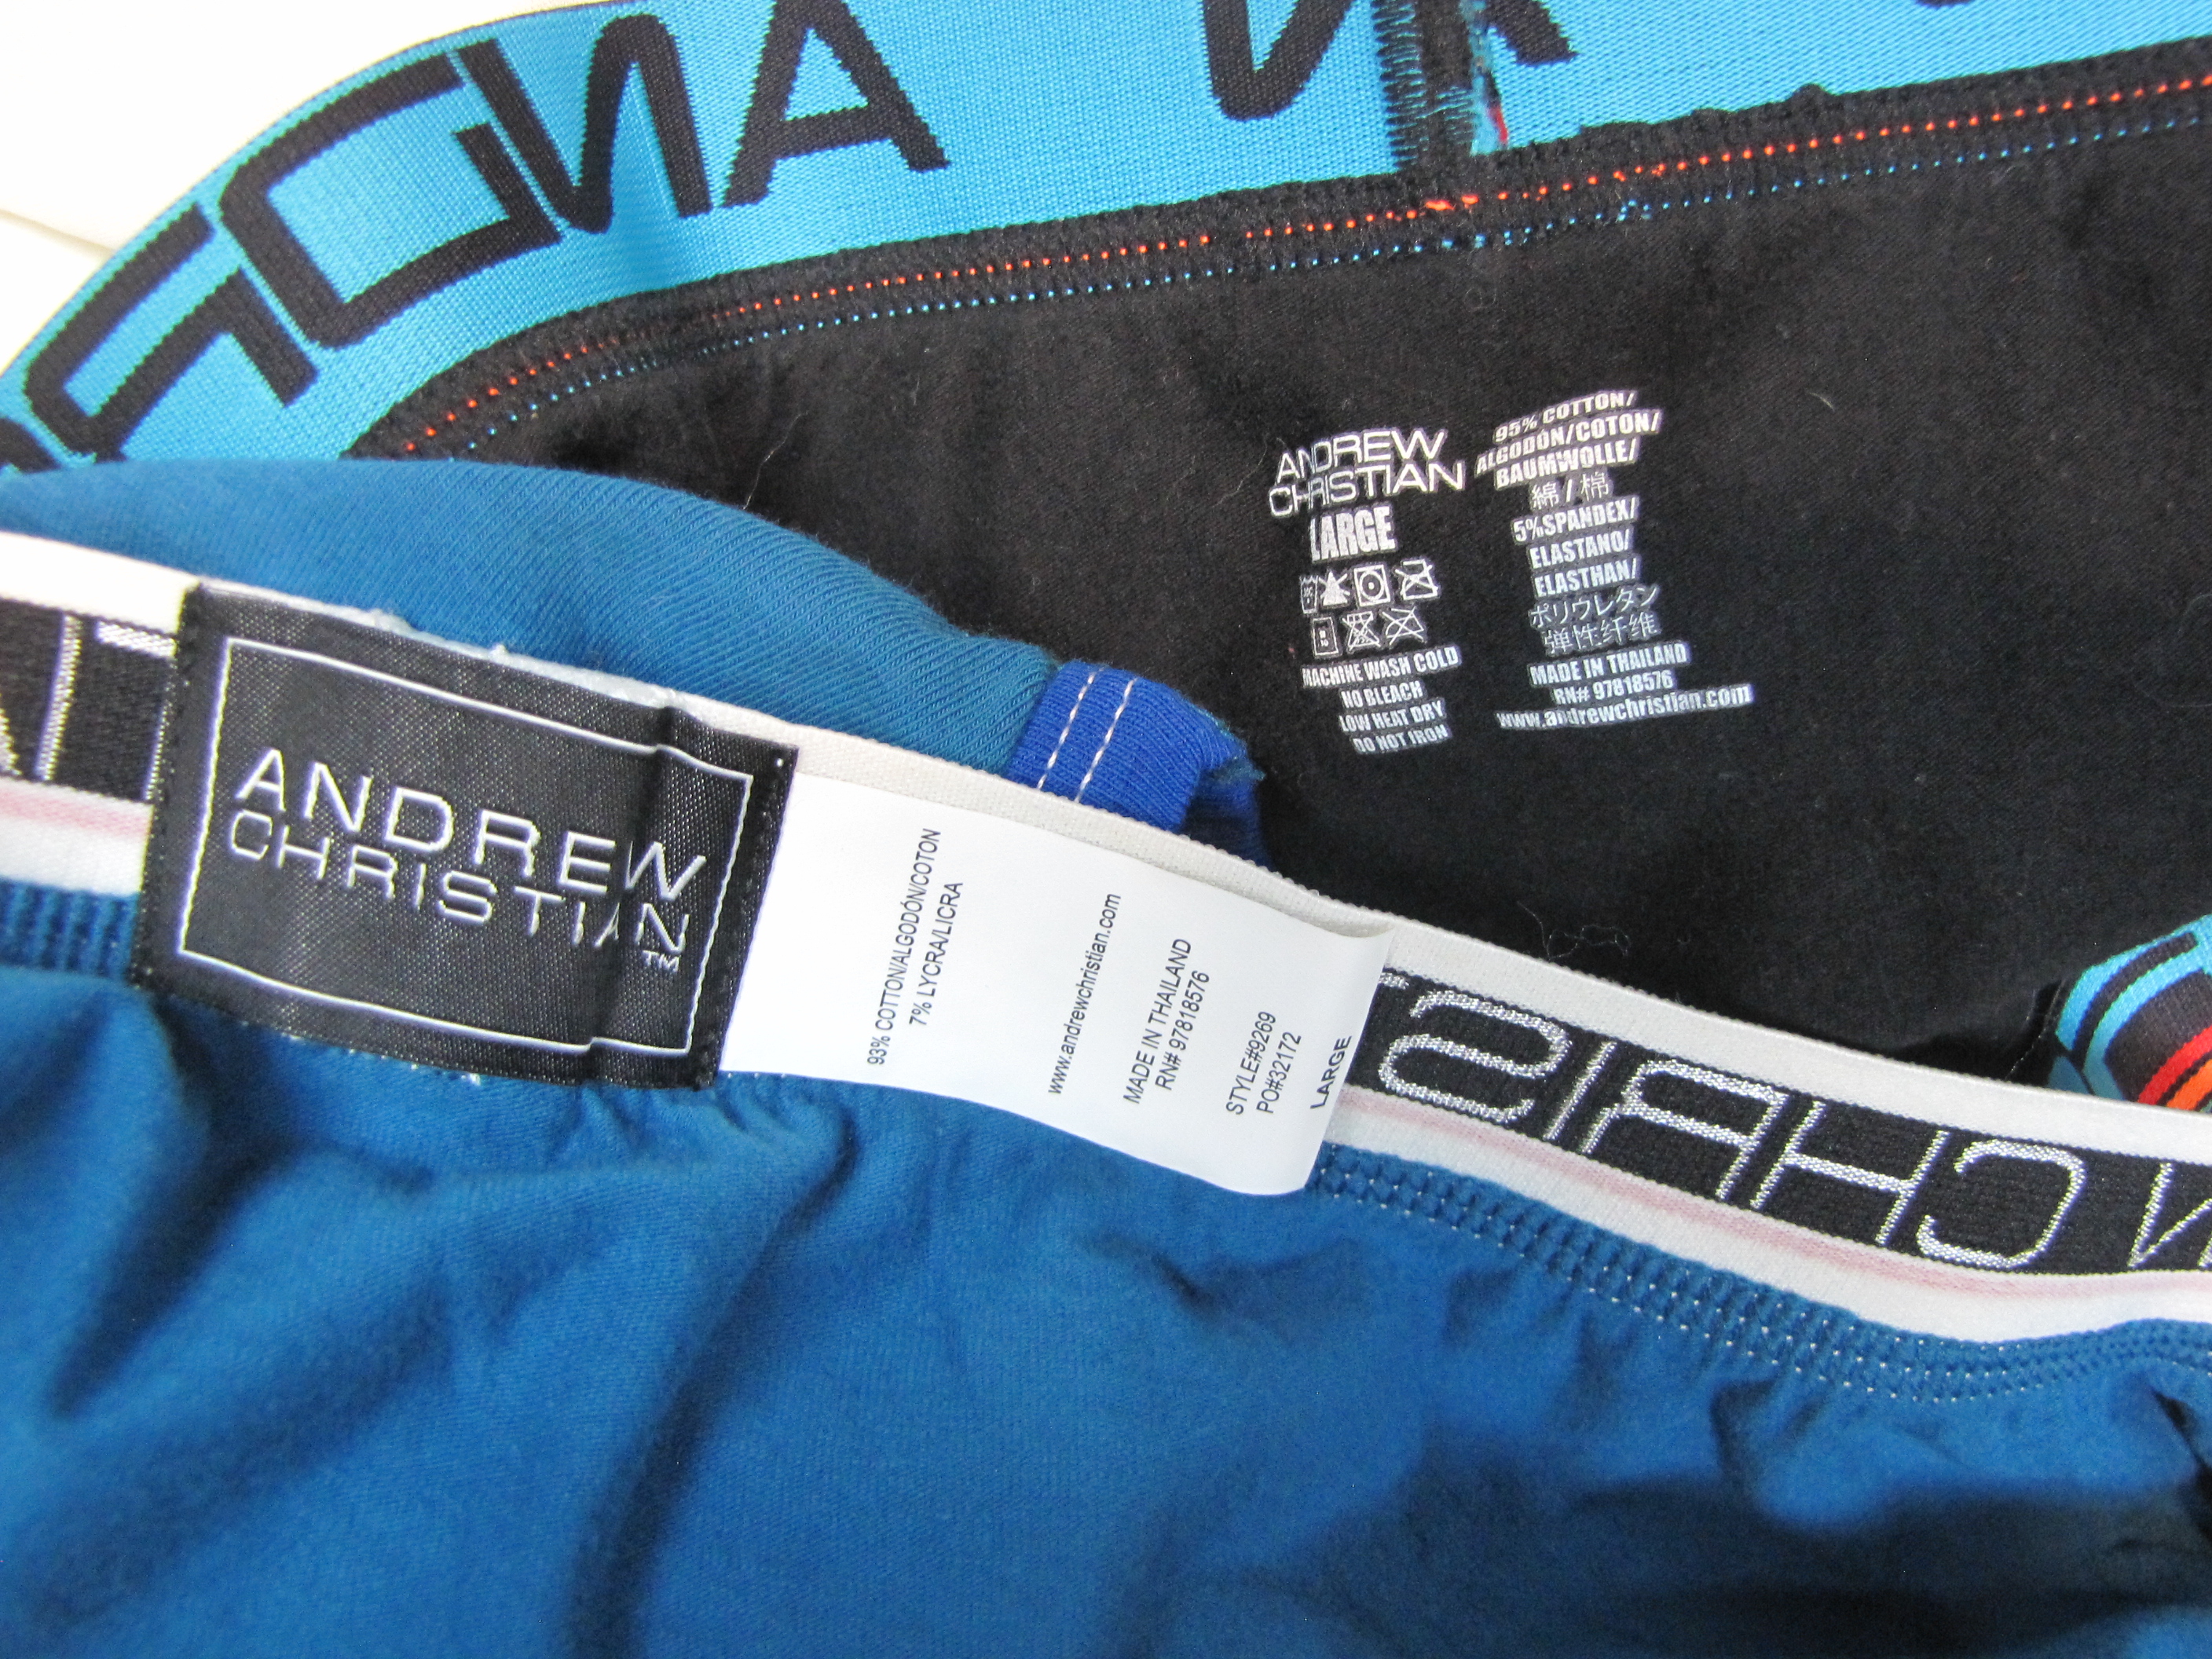 ANDREW
CHRISTIAN
LARGE
MACHINE WASH COLD
NO BLEACH
LOW HEAT DRY
DO NOT IRON
95% COTTON/
ALGODÓN/COTON/
BAUMWOLLE/
綿 / 棉
5%SPANDEX/
ELASTANO/
ELASTHAN/
ポリウレタン
弹性纤维
MADE IN THAILAND
RN# 97818576
www.andrewchristian.com
ANDREW
CHRISTIAN
TM
93% COTTON/ALGODÓN/COTON
7% LYCRA/LICRA
www.andrewchristian.com
MADE IN THAILAND
RN# 97818576
STYLE#9269
PO#32172
LARGE
N CHRIST